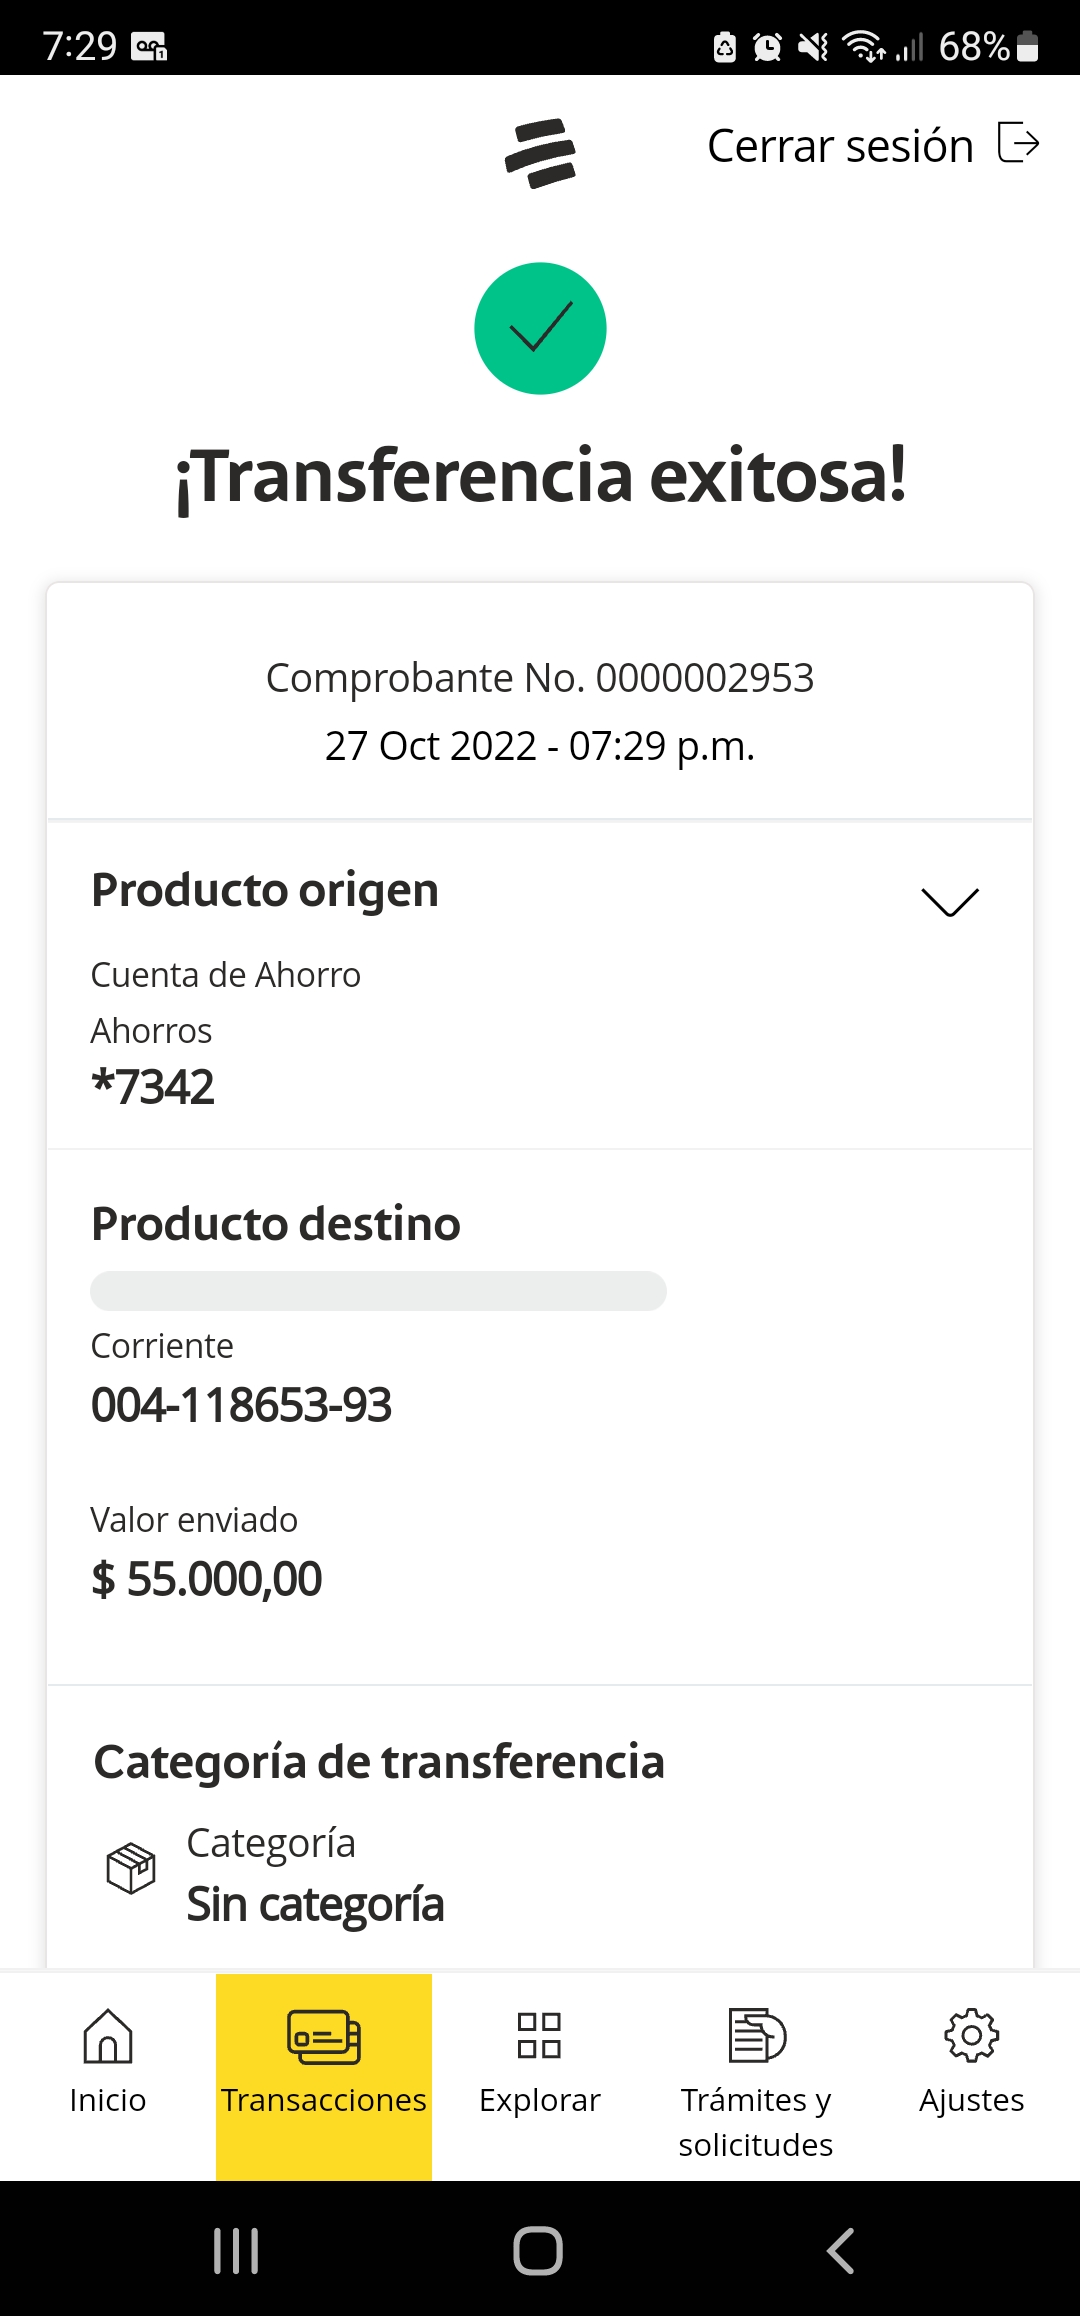 7:29
68%
Cerrar sesión
¡Transferencia exitosa!
Comprobante No. 0000002953
27 Oct 2022 - 07:29 p.m.
Producto origen
Cuenta de Ahorro
Ahorros
*7342
Producto destino
Corriente
004-118653-93
Valor enviado
$ 55.000,00
Categoría de transferencia
Categoría
Sin categoría
Inicio
Transacciones
Explorar
Trámites y
solicitudes
Ajustes